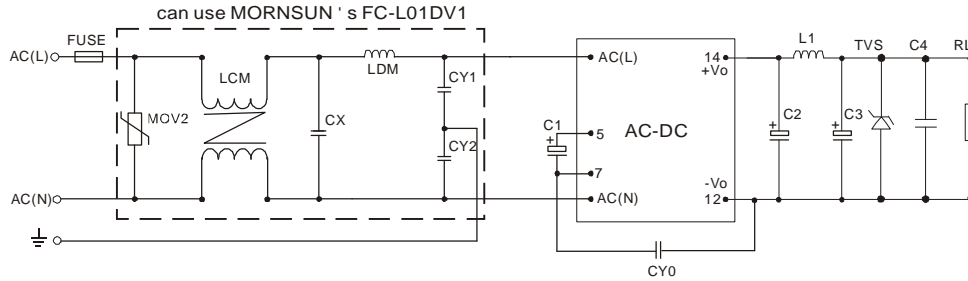 can use MORNSUN ' s FC-L01DV1
FUSE
AC(L)
LCM
LDM
CY1
MOV2
CX
CY2
AC(N)
C1
5
7
AC(L)
AC-DC
AC(N)
14
+Vo
-Vo
12
L1
TVS
C4
RL
C2
C3
CY0